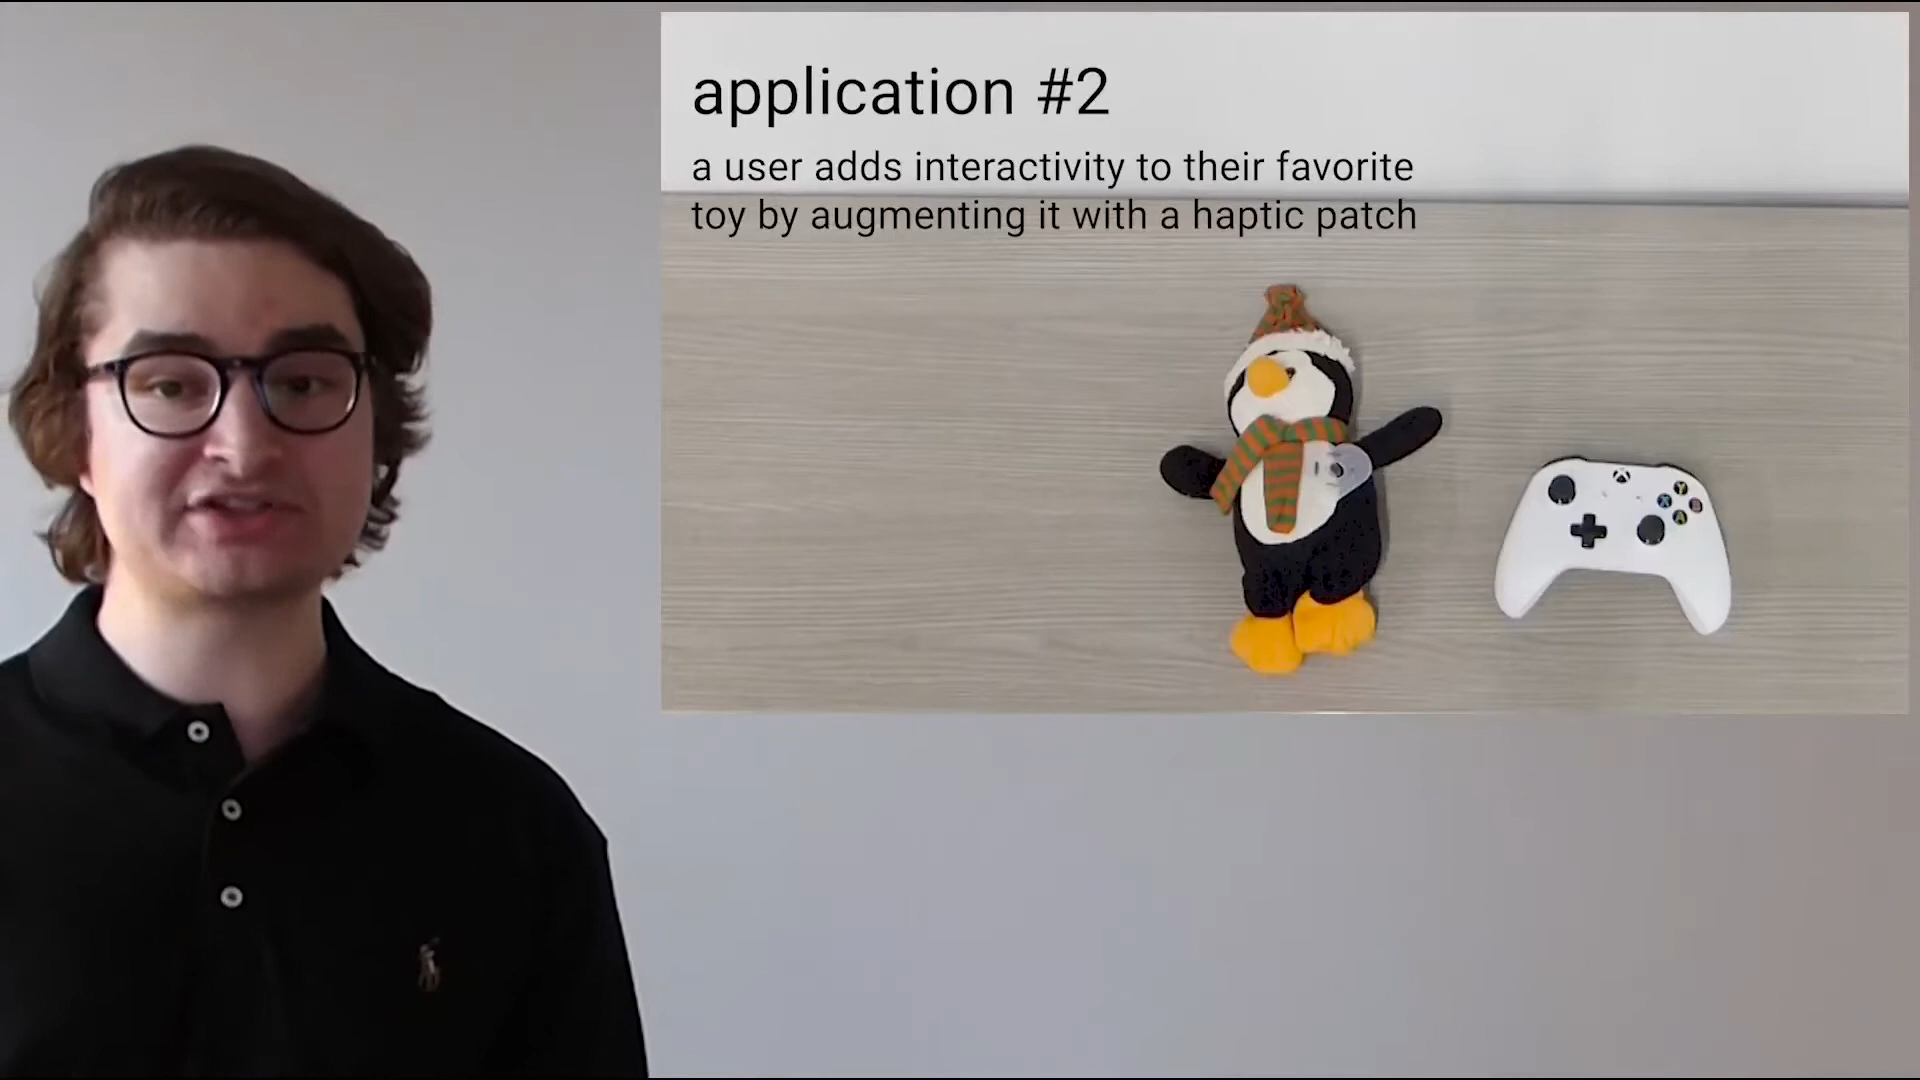 application #2
a user adds interactivity to their favorite
toy by augmenting it with a haptic patch